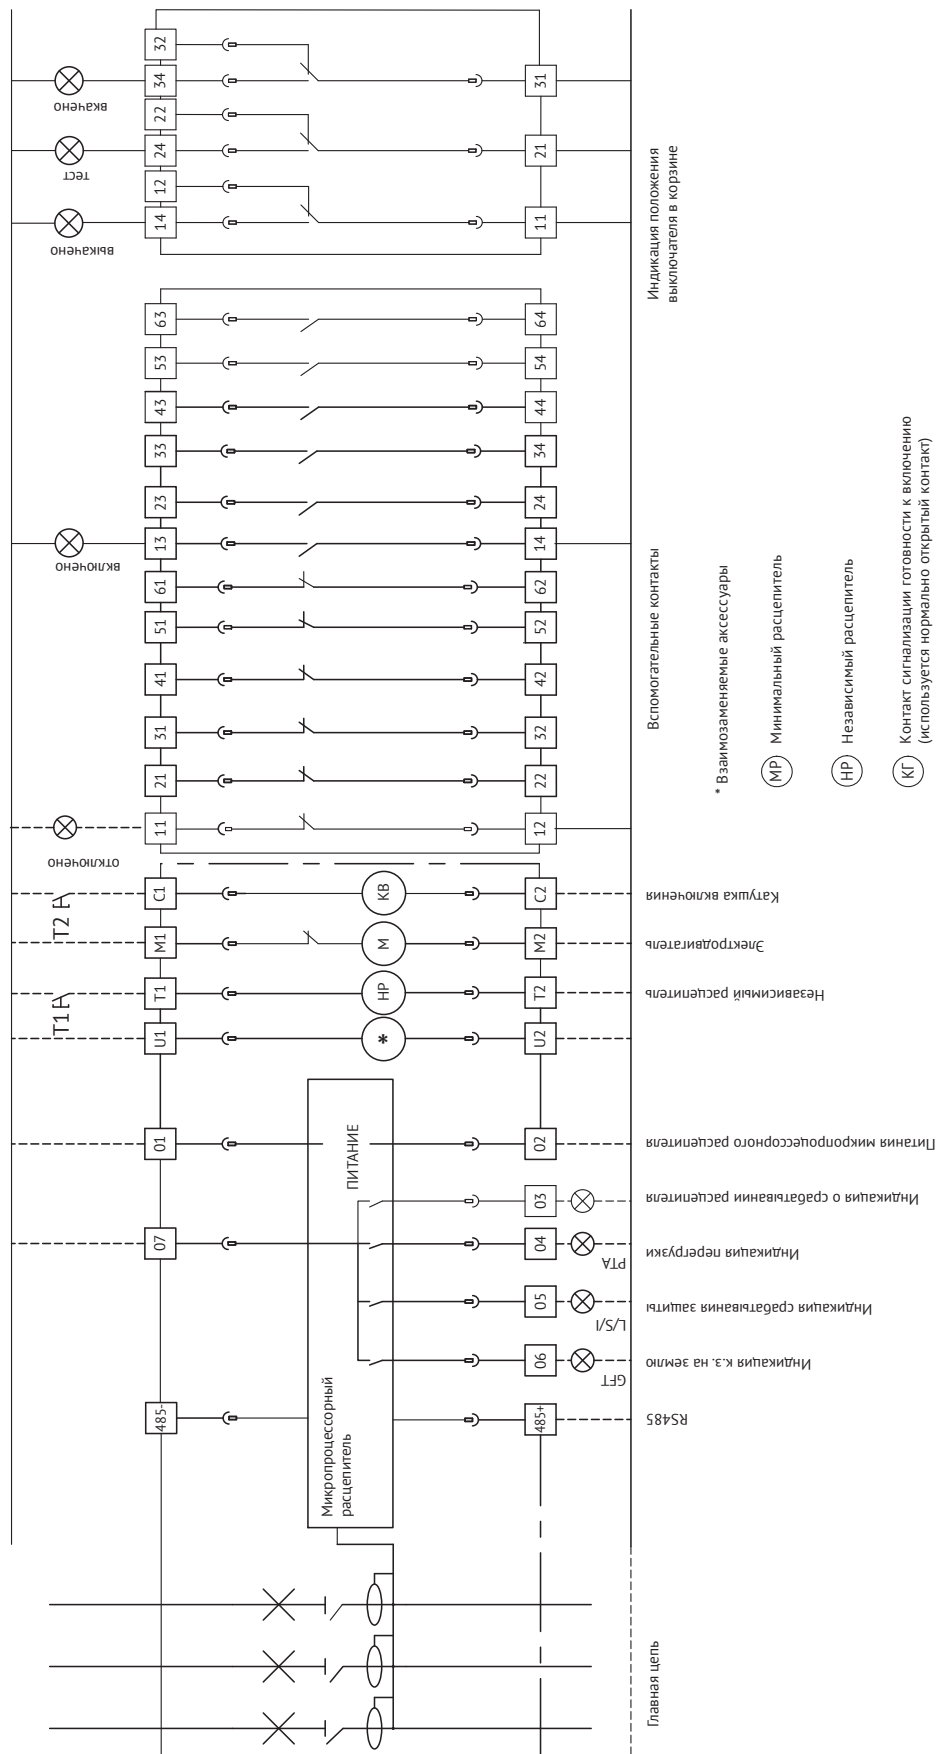 32
34
22
24
12
14
31
21
11
вкачено
тест
выкачено
Индикация положения
выключателя в корзине
63
53
43
33
23
13
61
51
41
31
21
11
64
54
44
34
24
14
62
52
42
32
22
12
включено
отключено
Вспомогательные контакты
C1
КВ
C2
T2
Катушка включения
M1
М
M2
Электродвигатель
T1
T1
НР
T2
Независимый расцепитель
U1
*
U2
01
ПИТАНИЕ
02
Питания микропроцессорного расцепителя
03
Индикация о срабатывании расцепителя
07
04
PTA
Индикация перегрузки
05
L/S/I
Индикация срабатывания защиты
06
GFT
Индикация к.з. на землю
485-
485+
RS485
Микропроцессорный
расцепитель
Главная цепь
* Взаимозаменяемые аксессуары
МР Минимальный расцепитель
НР Независимый расцепитель
КГ Контакт сигнализации готовности к включению
(используется нормально открытый контакт)